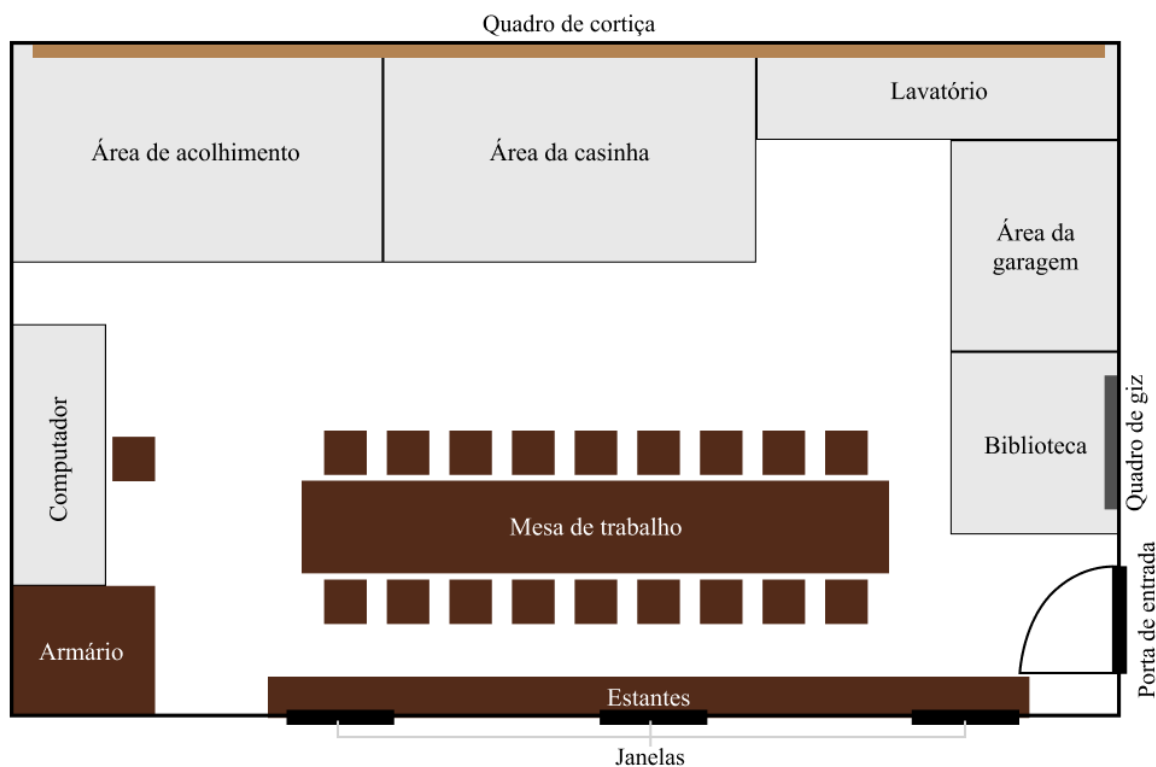 Quadro de cortiça
Lavatório
Área de acolhimento
Área da casinha
Área da
garagem
Computador
Biblioteca
Quadro de giz
Mesa de trabalho
Porta de entrada
Armário
Estantes
Janelas